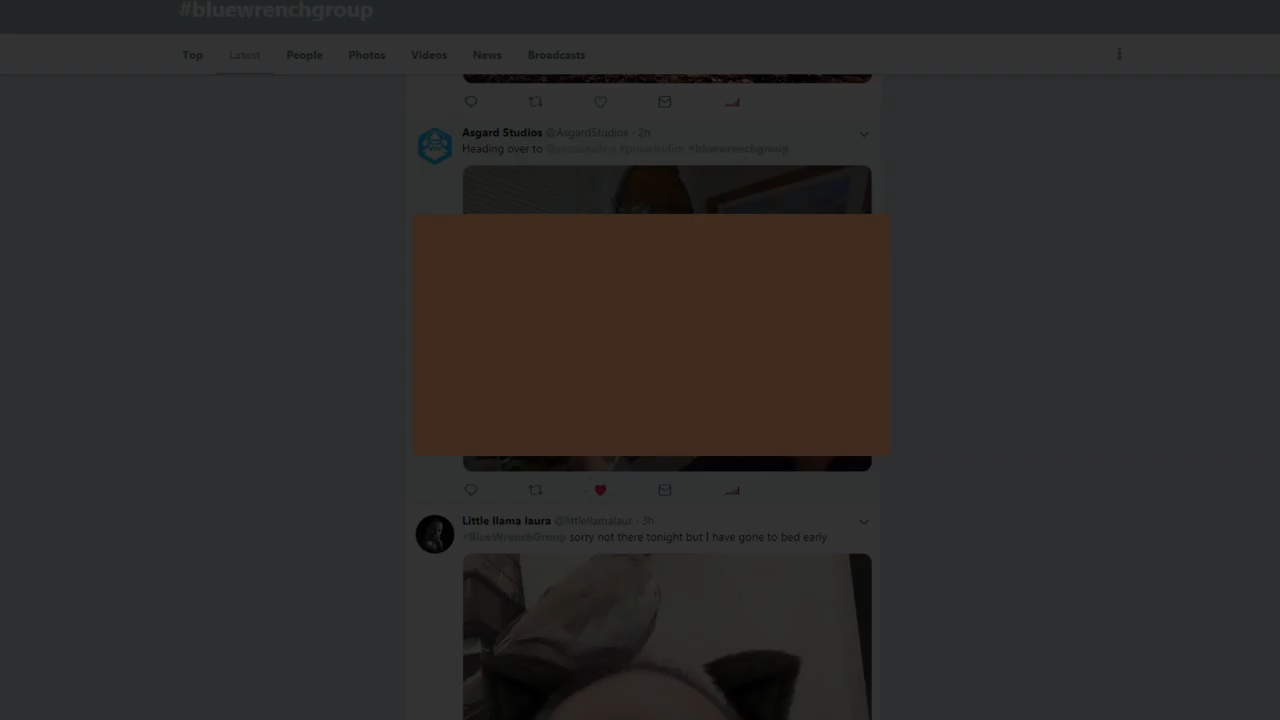 #bluewrenchgroup
Top Latest People Photos Videos News Broadcasts
Asgard Studios @AsgardStudios · 2h
Heading over to #bluewrenchgroup
Little llama laura @littlellamalaur · 3h
#BlueWrenchGroup sorry not there tonight but I have gone to bed early